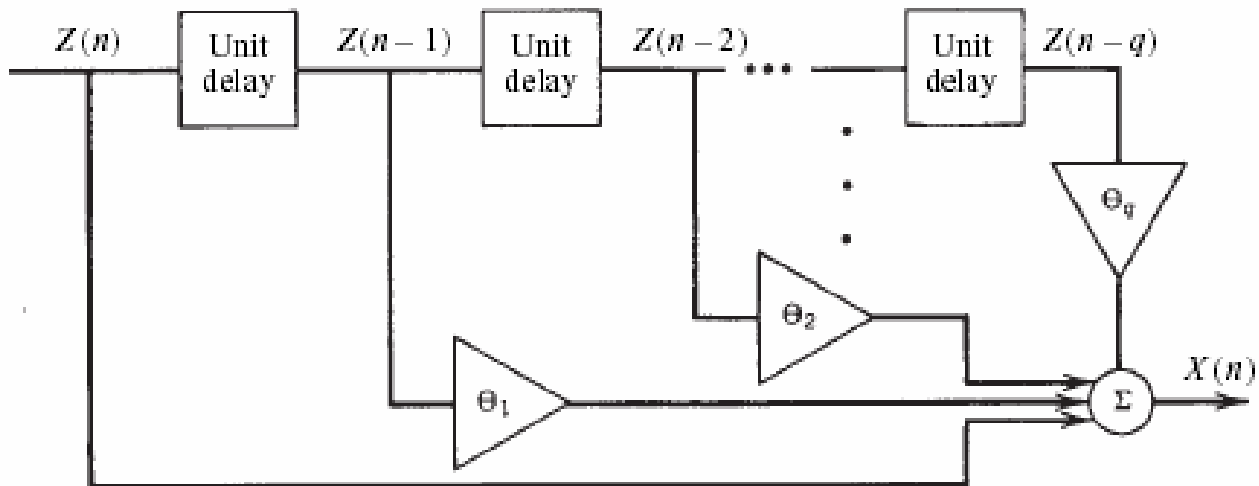 Z(n)
Unit
delay
Z(n − 1)
Unit
delay
Z(n − 2)
Unit
delay
Z(n − q)
Θq
Θ2
Θ1
Σ
X(n)